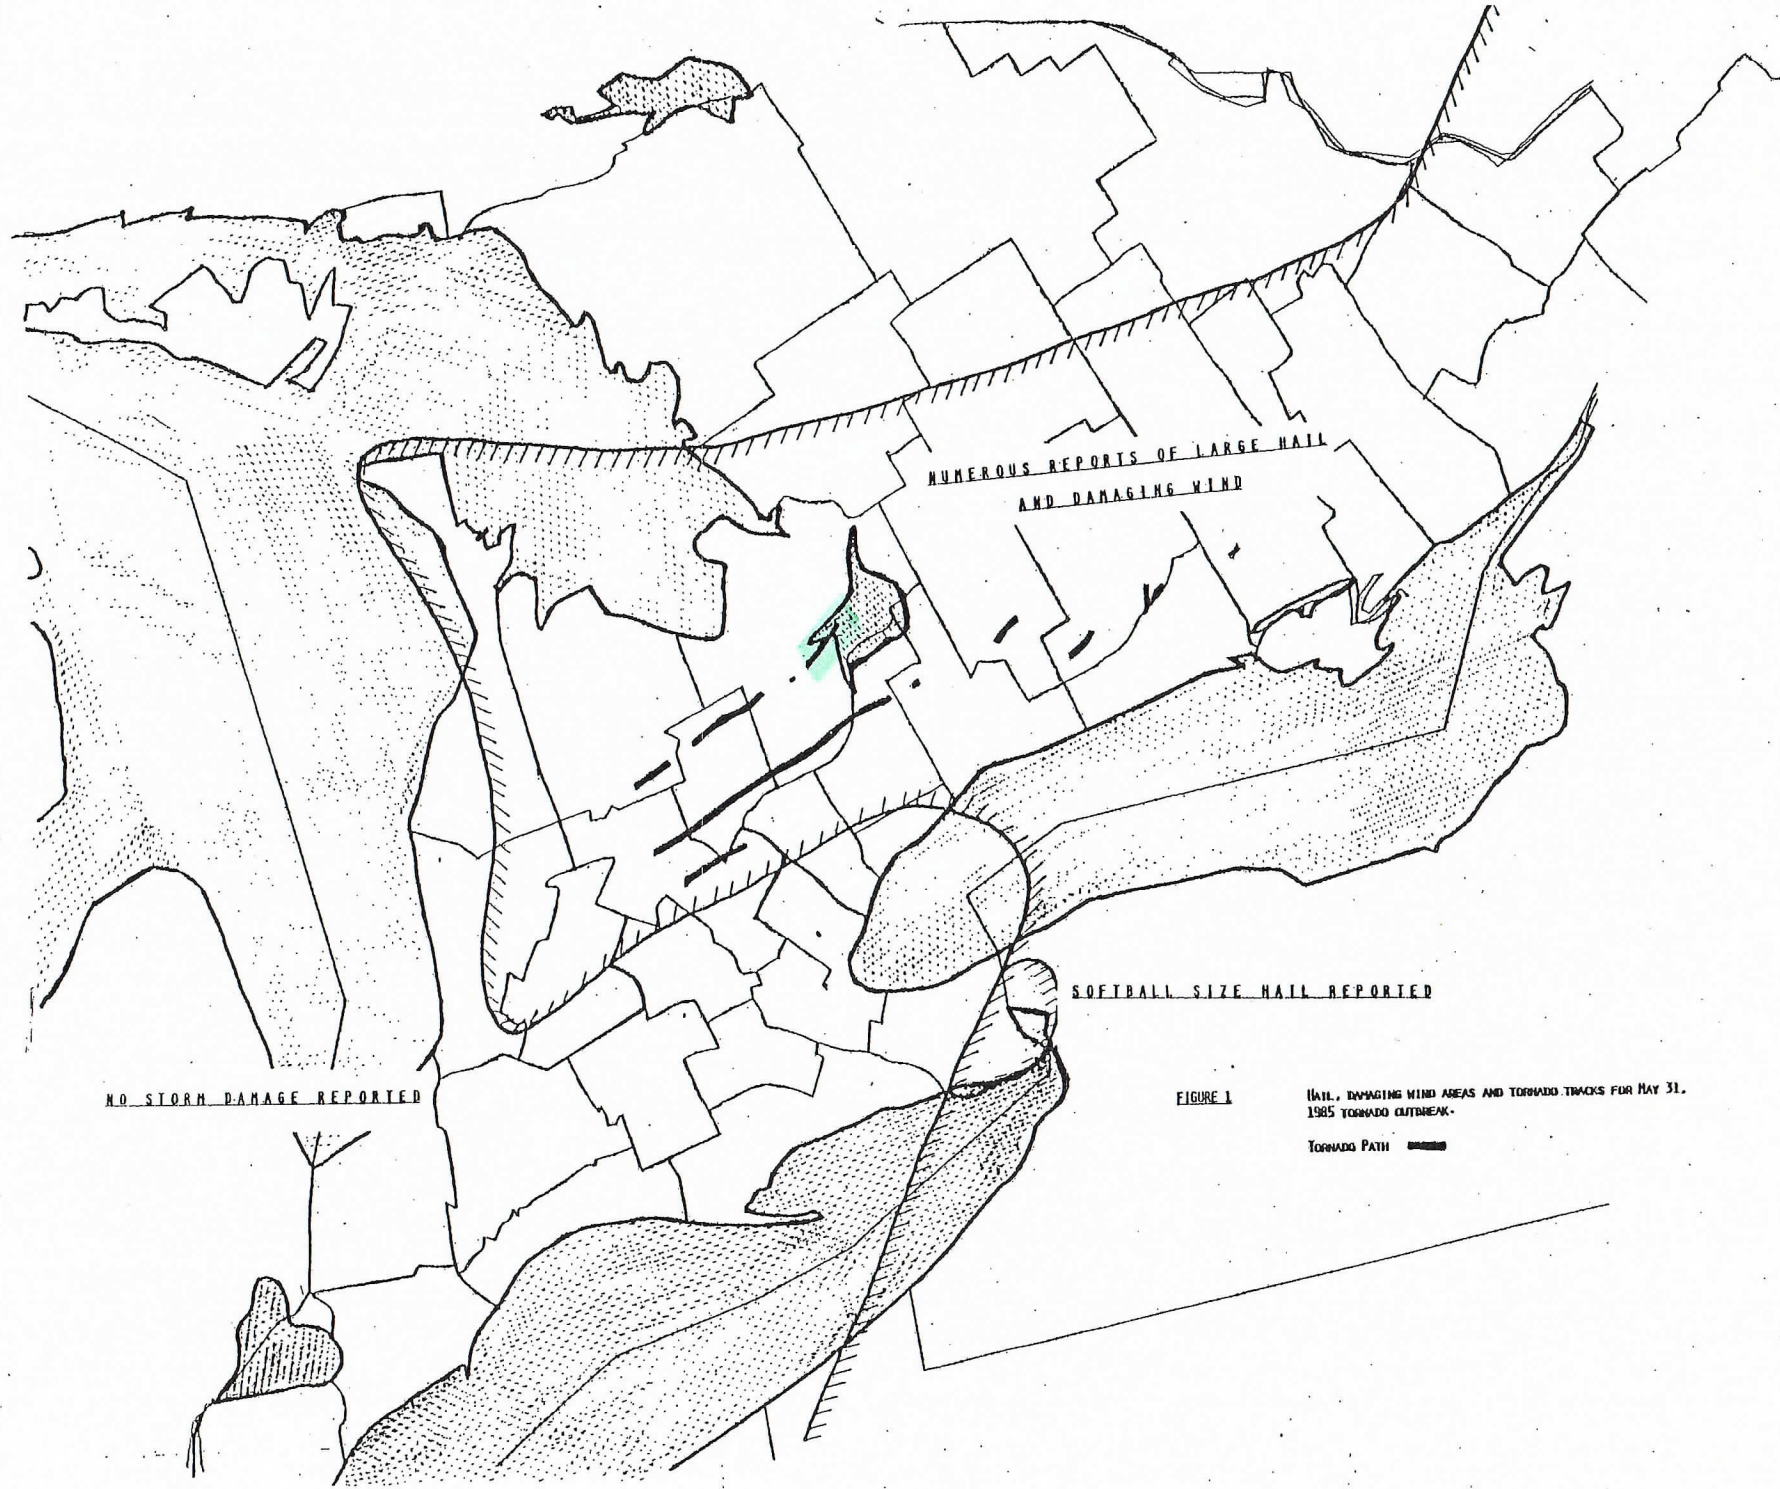 NUMEROUS REPORTS OF LARGE HAIL
AND DAMAGING WIND
SOFTBALL SIZE HAIL REPORTED
NO STORM DAMAGE REPORTED
FIGURE 1
HAIL, DAMAGING WIND AREAS AND TORNADO TRACKS FOR MAY 31,
1985 TORNADO OUTBREAK.
TORNADO PATH